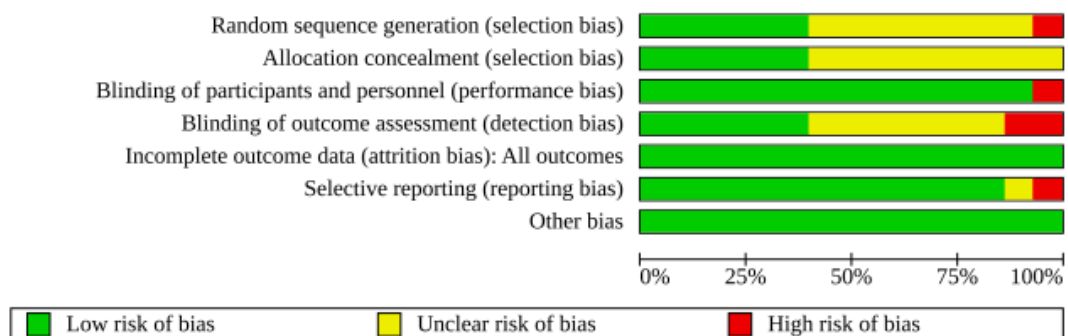 Random sequence generation (selection bias)
Allocation concealment (selection bias)
Blinding of participants and personnel (performance bias)
Blinding of outcome assessment (detection bias)
Incomplete outcome data (attrition bias): All outcomes
Selective reporting (reporting bias)
Other bias
0% 25% 50% 75% 100%
Low risk of bias Unclear risk of bias High risk of bias